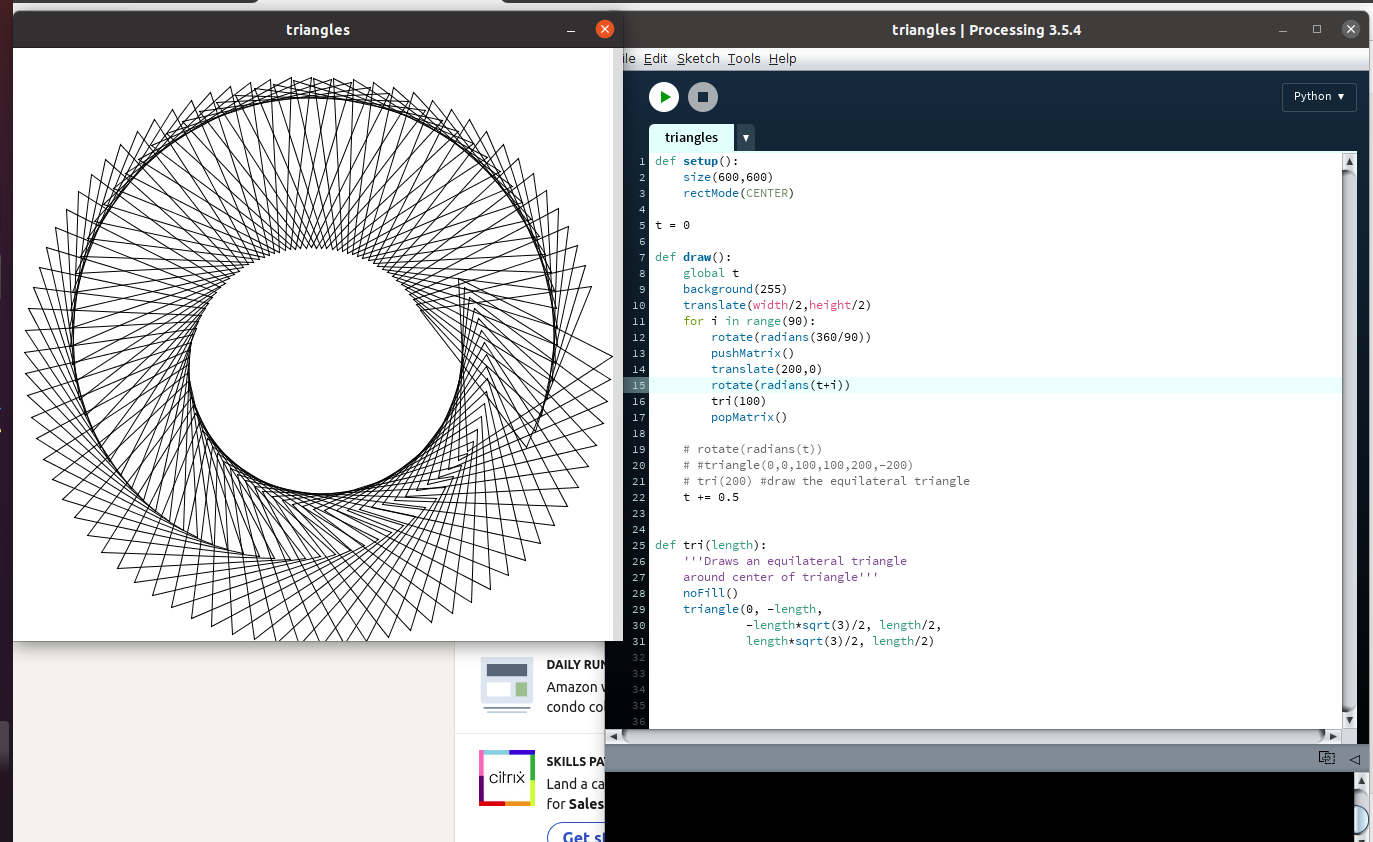 triangles
triangles | Processing 3.5.4
Edit Sketch Tools Help
Python ▼
triangles ▼
1 def setup():
2     size(600,600)
3     rectMode(CENTER)
4
5 t = 0
6
7 def draw():
8     global t
9     background(255)
10     translate(width/2,height/2)
11     for i in range(90):
12         rotate(radians(360/90))
13         pushMatrix()
14         translate(200,0)
15         rotate(radians(t+i))
16         tri(100)
17         popMatrix()
18
19     # rotate(radians(t))
20     # #triangle(0,0,100,100,200,-200)
21     # tri(200) #draw the equilateral triangle
22     t += 0.5
23
24
25 def tri(length):
26     '''Draws an equilateral triangle
27     around center of triangle'''
28     noFill()
29     triangle(0, -length,
30              -length*sqrt(3)/2, length/2,
31              length*sqrt(3)/2, length/2)
32
33
34
35
36
DAILY RUN
Amazon
condo
citrix
SKILLS
Land a
for Sales
Get